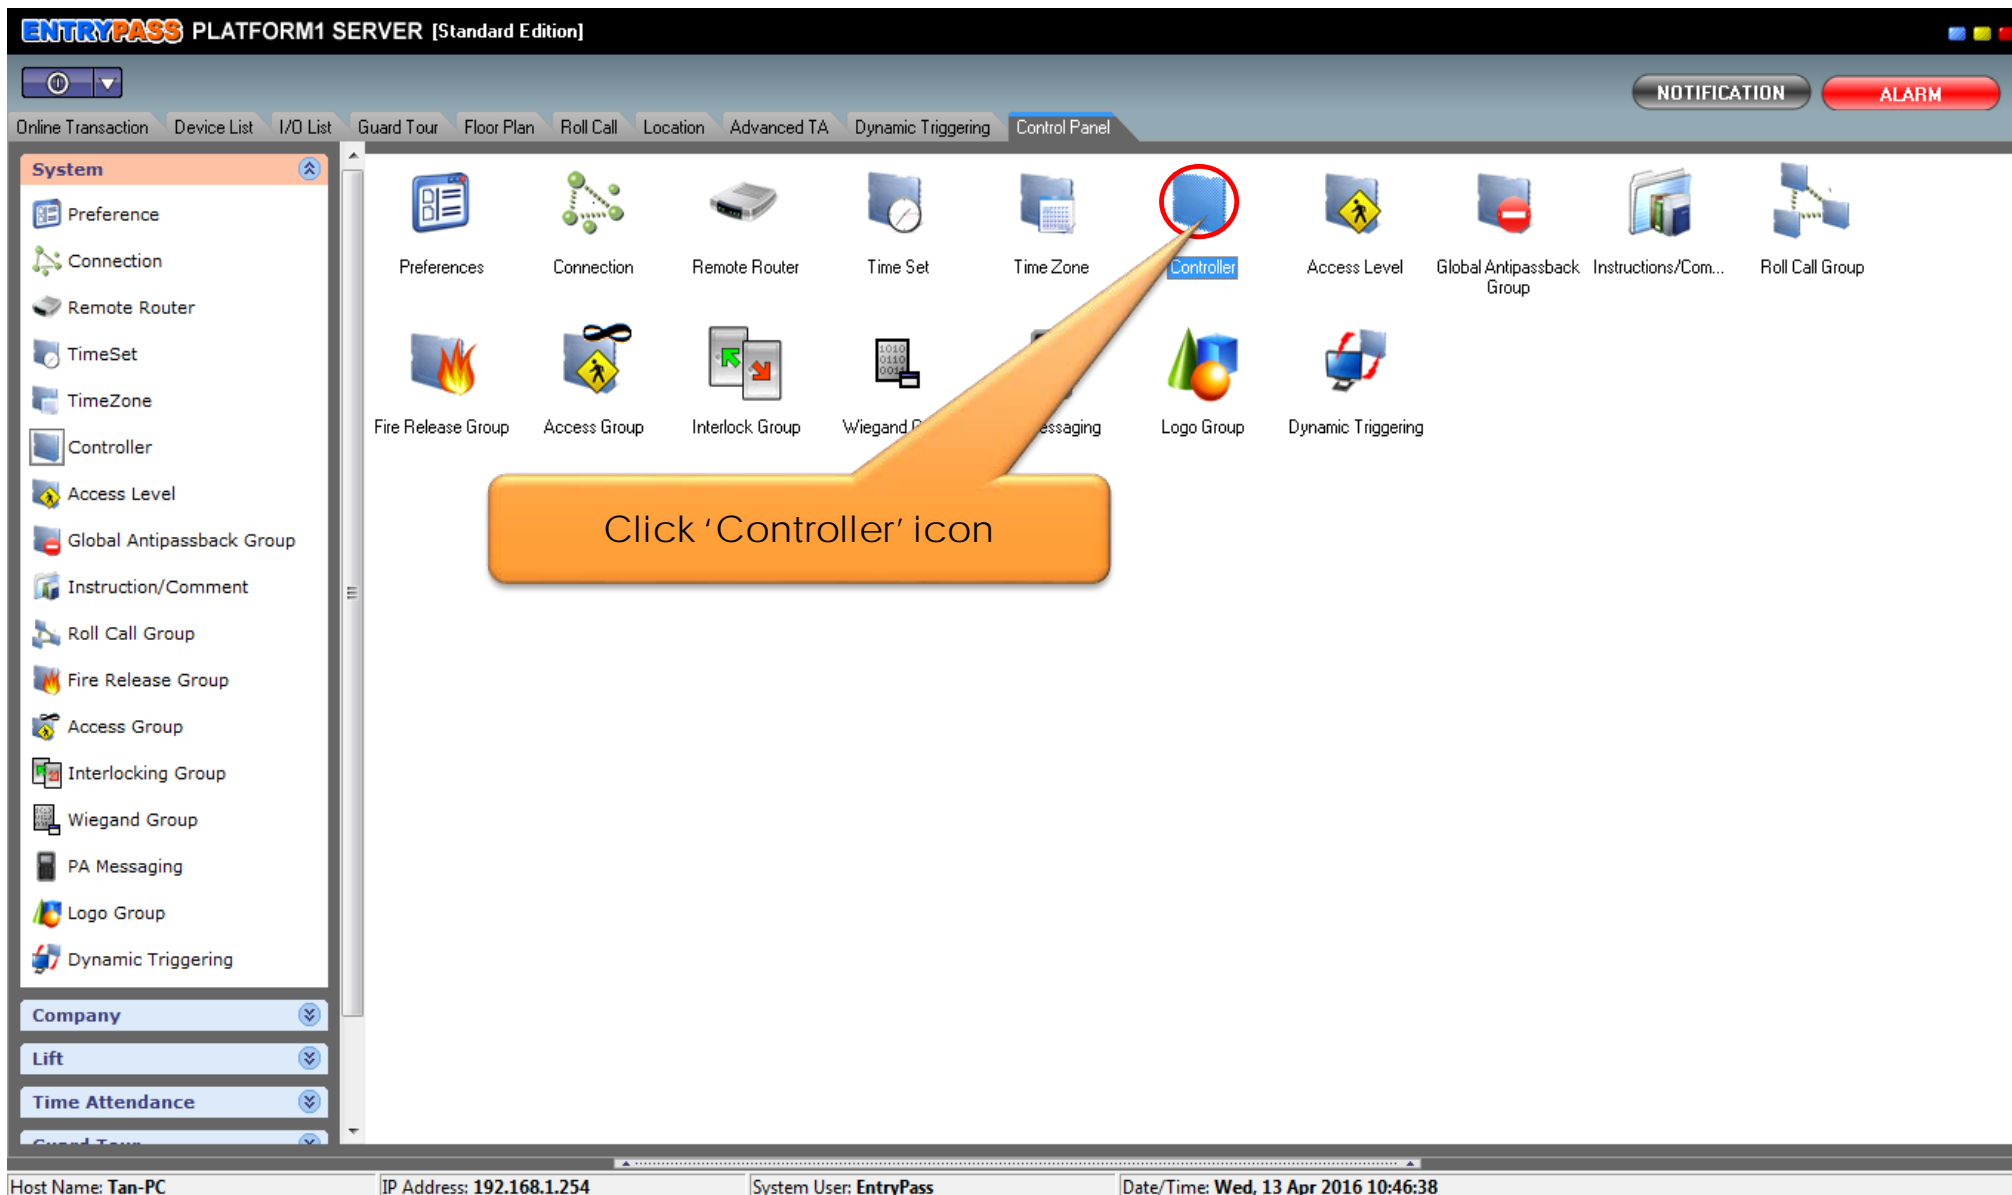 ENTRYPASS PLATFORM1 SERVER [Standard Edition]
NOTIFICATION ALARM
Online Transaction Device List I/O List Guard Tour Floor Plan Roll Call Location Advanced TA Dynamic Triggering Control Panel
System
Preference
Connection
Remote Router
TimeSet
TimeZone
Controller
Access Level
Global Antipassback Group
Instruction/Comment
Roll Call Group
Fire Release Group
Access Group
Interlocking Group
Wiegand Group
PA Messaging
Logo Group
Dynamic Triggering
Company
Lift
Time Attendance
Guard Tour
Preferences Connection Remote Router Time Set Time Zone Controller Access Level Global Antipassback Instructions/Com... Roll Call Group
Group
Fire Release Group Access Group Interlock Group Wiegand Logo Group Dynamic Triggering
Click ‘Controller’ icon
Host Name: Tan-PC IP Address: 192.168.1.254 System User: EntryPass Date/Time: Wed, 13 Apr 2016 10:46:38